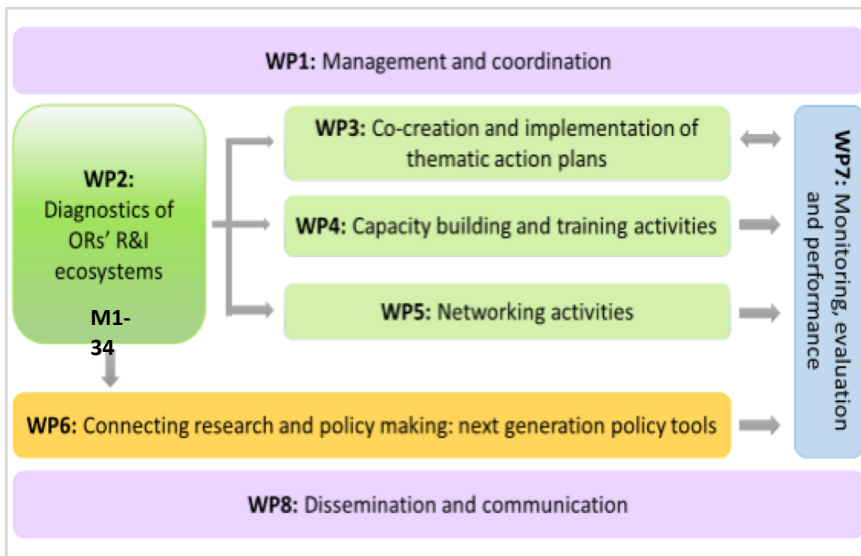 WP1: Management and coordination
WP2:
Diagnostics of
ORs’ R&I
ecosystems
M1-
34
WP3: Co-creation and implementation of
thematic action plans
WP4: Capacity building and training activities
WP5: Networking activities
WP7: Monitoring, evaluation
and performance
WP6: Connecting research and policy making: next generation policy tools
WP8: Dissemination and communication